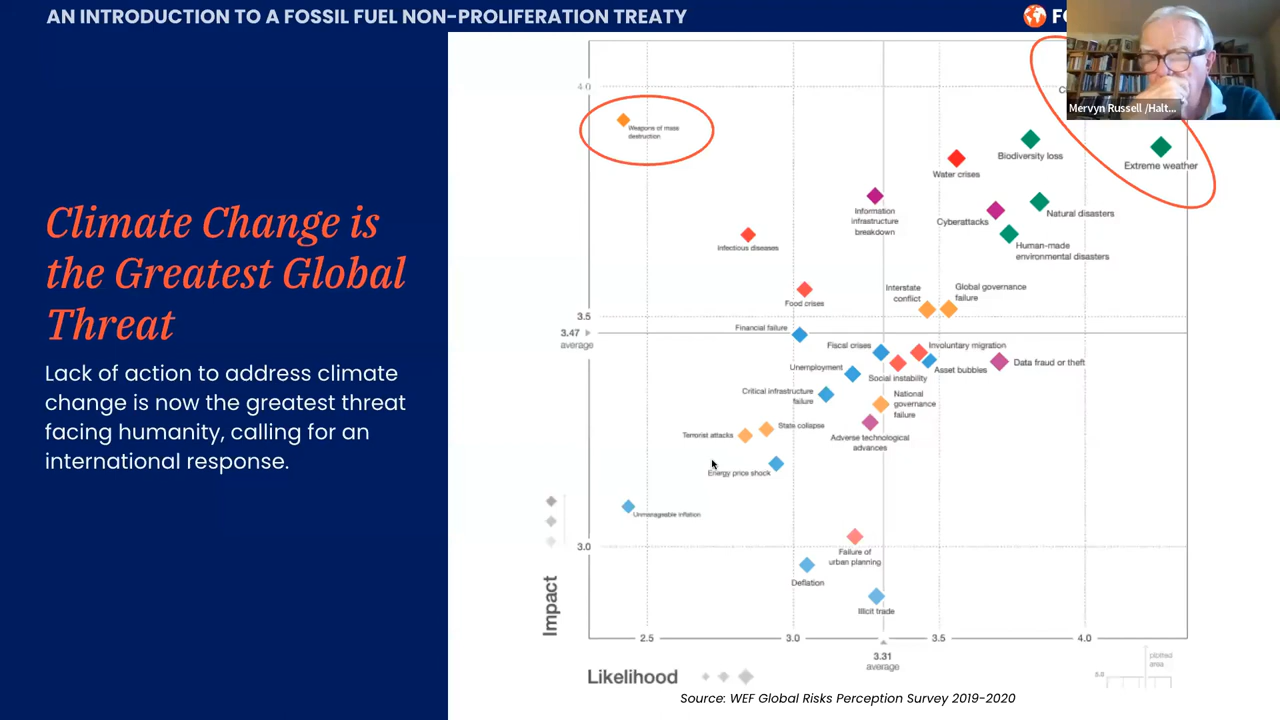 AN INTRODUCTION TO A FOSSIL FUEL NON-PROLIFERATION TREATY
Mervyn Russell /Halt...
Climate Change is
the Greatest Global
Threat
Lack of action to address climate
change is now the greatest threat
facing humanity, calling for an
international response.
4.0
Weapons of mass
destruction
Biodiversity loss
Extreme weather
Water crises
Information
infrastructure
breakdown
Cyberattacks
Natural disasters
Human-made
environmental disasters
Infectious diseases
Food crises
Interstate
conflict
Global governance
failure
3.5
3.47
average
Financial failure
Fiscal crises
Involuntary migration
Asset bubbles
Data fraud or theft
Unemployment
Social instability
Critical infrastructure
failure
National
governance
failure
Terrorist attacks
State collapse
Adverse technological
advances
Energy price shock
Unmanageable inflation
3.0
Failure of
urban planning
Deflation
Illicit trade
Impact
2.5
3.0
3.5
4.0
3.31
average
Likelihood
plotted
area
5.0
Source: WEF Global Risks Perception Survey 2019-2020